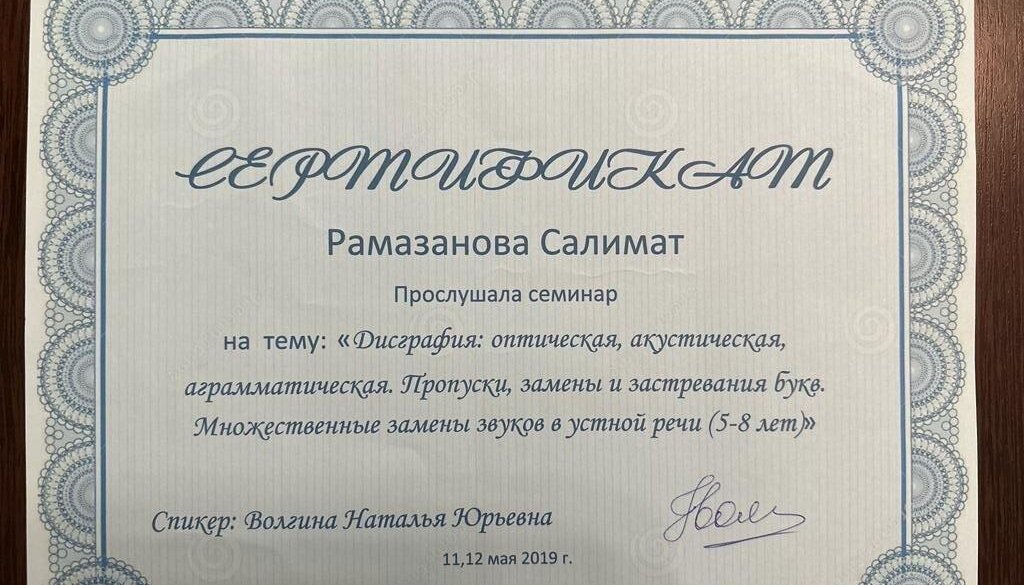 СЕРТИФИКАТ
Рамазанова Салимат
Прослушала семинар
на тему: «Дисграфия: оптическая, акустическая,
аграмматическая. Пропуски, замены и застревания букв.
Множественные замены звуков в устной речи (5-8 лет)»
Спикер: Волгина Наталья Юрьевна
11,12 мая 2019 г.